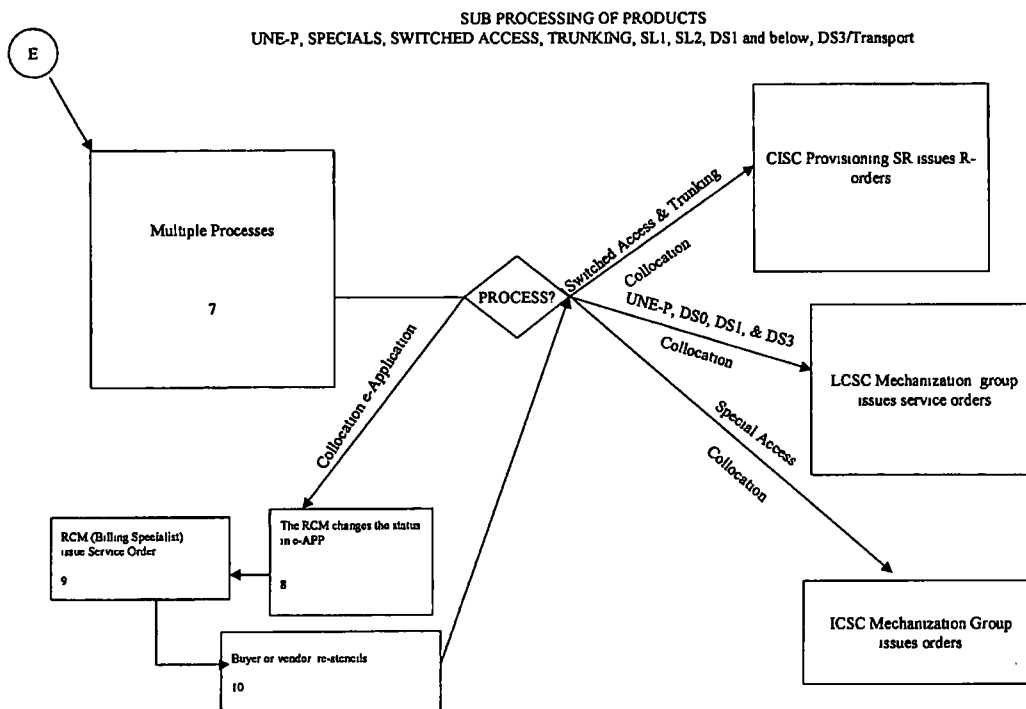 SUB PROCESSING OF PRODUCTS
UNE-P, SPECIALS, SWITCHED ACCESS, TRUNKING, SL1, SL2, DS1 and below, DS3/Transport
E
Multiple Processes
7
PROCESS?
Switched Access & Trunking
Collocation
CISC Provisioning SR issues R-
orders
UNE-P, DS0, DS1, & DS3
Collocation
LCSC Mechanization group
issues service orders
Special Access
Collocation
ICSC Mechanization Group
issues orders
Collocation e-Application
The RCM changes the status
in e-APP
8
RCM (Billing Specialist)
issue Service Order
9
Buyer or vendor re-stencils
10